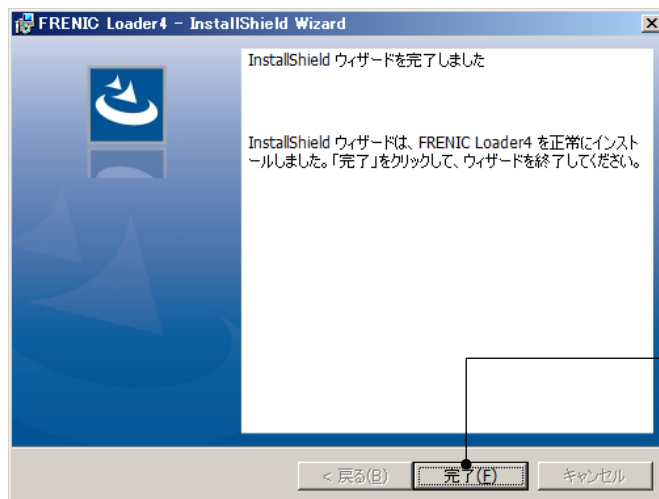 FRENIC Loader4 - InstallShield Wizard
InstallShield ウィザードを完了しました
InstallShield ウィザードは、FRENIC Loader4 を正常にインスト
ールしました。「完了」をクリックして、ウィザードを終了してください。
< 戻る(B)
完了(F)
キャンセル